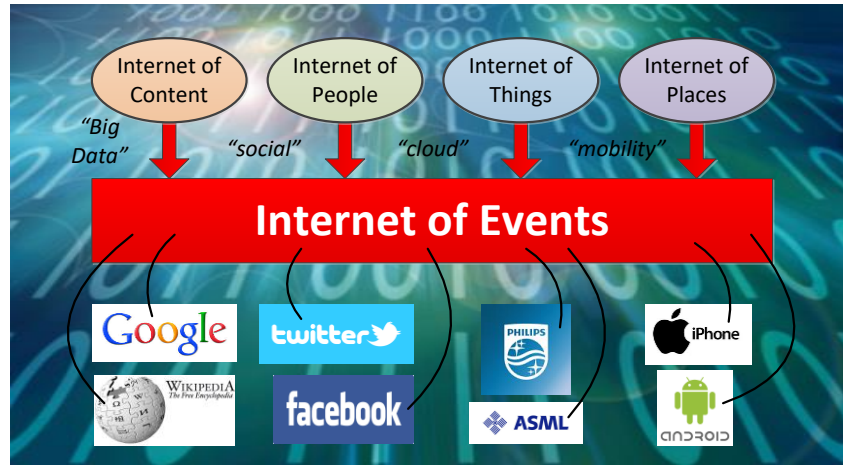 Internet of
Content
Internet of
People
Internet of
Things
Internet of
Places
“Big
Data”
“social”
“cloud”
“mobility”
Internet of Events
Google
twitter
PHILIPS
iPhone
WIKIPEDIA
The Free Encyclopedia
facebook
ASML
ANDROID